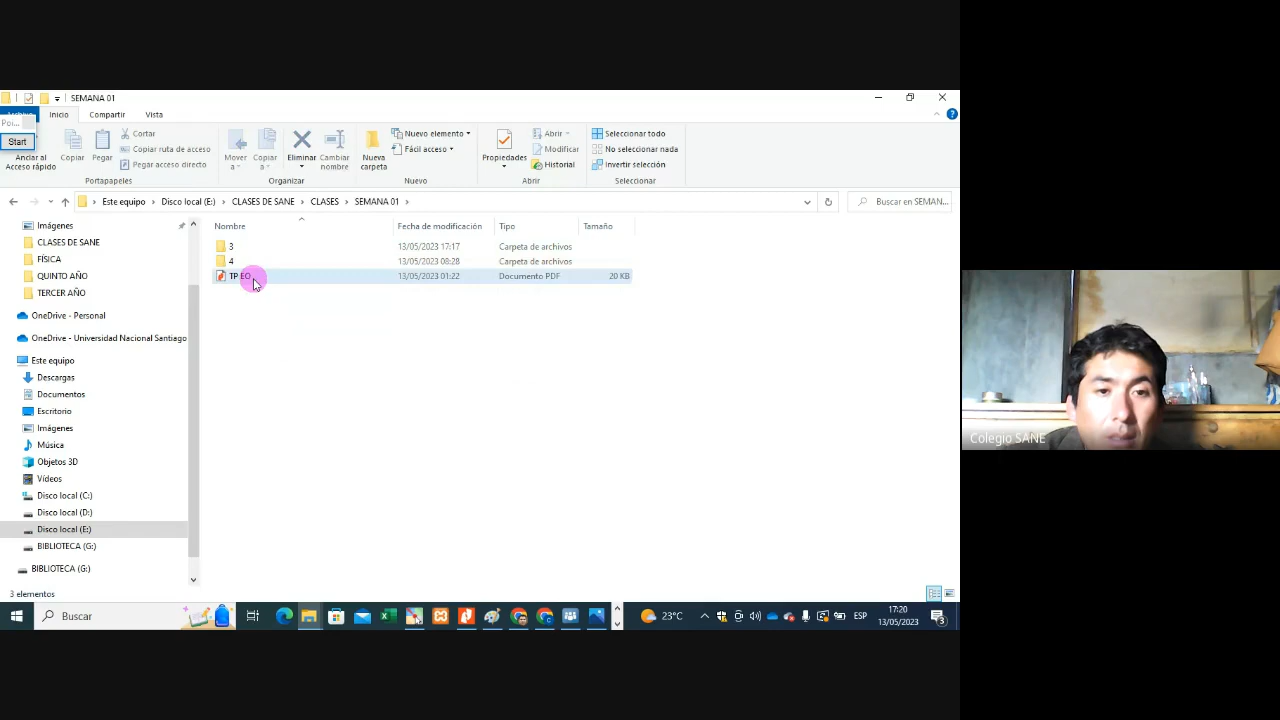 SEMANA 01
Archivo
Inicio
Compartir
Vista
Poi...
Start
Anclar al
Acceso rápido
Copiar
Pegar
Cortar
Copiar ruta de acceso
Pegar acceso directo
Portapapeles
Mover
a
Copiar
a
Eliminar
Cambiar
nombre
Organizar
Nueva
carpeta
Nuevo elemento
Fácil acceso
Nuevo
Propiedades
Abrir
Modificar
Historial
Abrir
Seleccionar todo
No seleccionar nada
Invertir selección
Seleccionar
Este equipo > Disco local (E:) > CLASES DE SANE > CLASES > SEMANA 01 >
Buscar en SEMAN...
Nombre Fecha de modificación Tipo Tamaño
3 13/05/2023 17:17 Carpeta de archivos
4 13/05/2023 08:28 Carpeta de archivos
TP EO 13/05/2023 01:22 Documento PDF 20 KB
Imágenes
CLASES DE SANE
FÍSICA
QUINTO AÑO
TERCER AÑO
OneDrive - Personal
OneDrive - Universidad Nacional Santiago
Este equipo
Descargas
Documentos
Escritorio
Imágenes
Música
Objetos 3D
Vídeos
Disco local (C:)
Disco local (D:)
Disco local (E:)
BIBLIOTECA (G:)
BIBLIOTECA (G:)
3 elementos
Buscar
23°C
ESP
17:20
13/05/2023
3
Colegio SANE